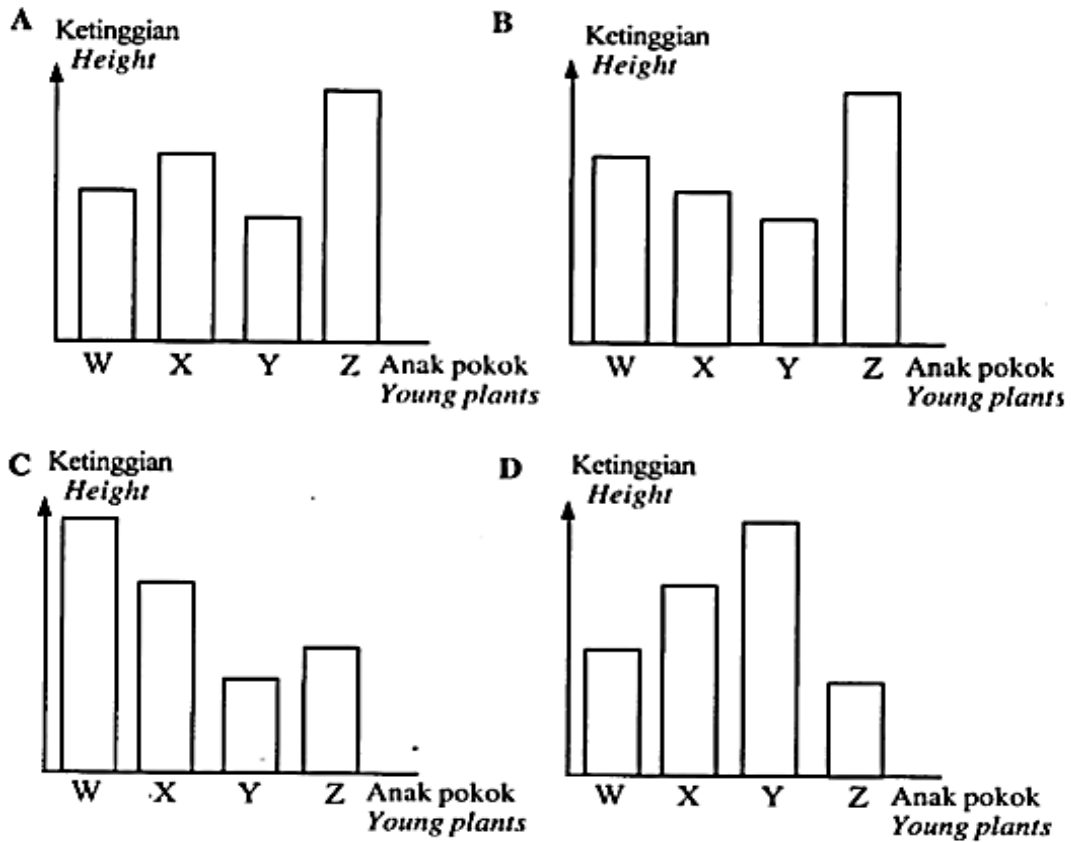 A Ketinggian
Height
W X Y Z Anak pokok
Young plants
B Ketinggian
Height
W X Y Z Anak pokok
Young plants
C Ketinggian
Height
W X Y Z Anak pokok
Young plants
D Ketinggian
Height
W X Y Z Anak pokok
Young plants